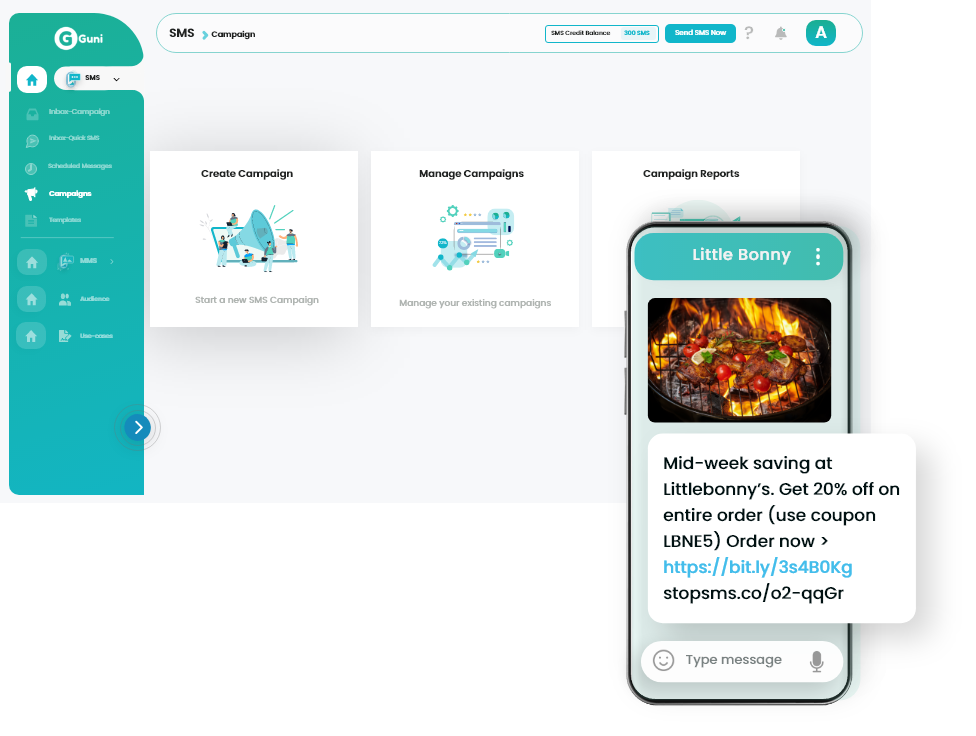 Guni
SMS
Campaign
SMS Credit Balance
300 SMS
Send SMS Now
?
A
SMS
Inbox-Campaign
Inbox-Quick SMS
Scheduled Messages
Campaigns
Templates
MMS
Audience
Use-cases
Create Campaign
Start a new SMS Campaign
Manage Campaigns
Manage your existing campaigns
Campaign Reports
Little Bonny
Mid-week saving at
Littlebonny's. Get 20% off on
entire order (use coupon
LBNE5) Order now >
https://bit.ly/3s4B0Kg
stopsms.co/o2-qqGr
Type message